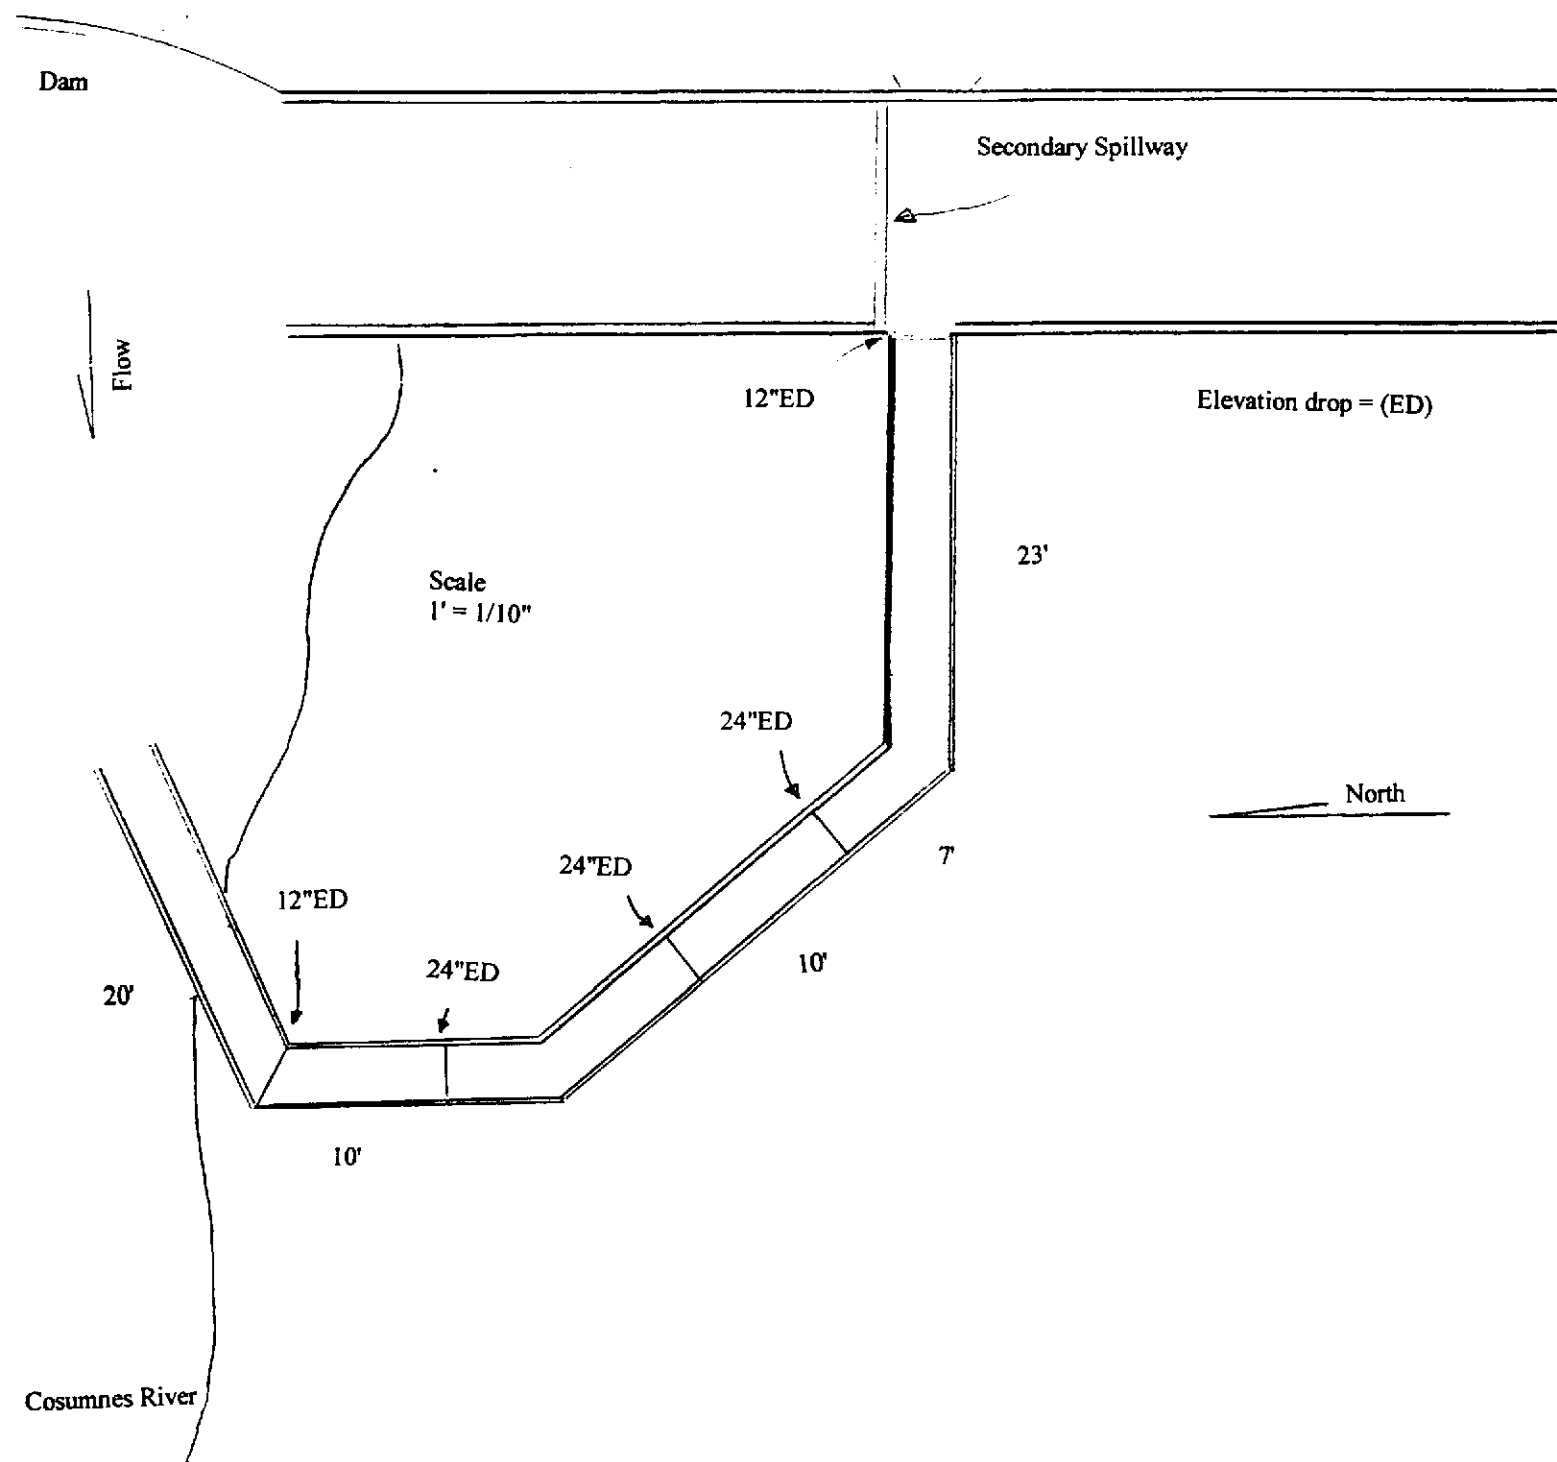 Dam
Secondary Spillway
Flow
12"ED
Elevation drop = (ED)
23'
Scale
1' = 1/10"
24"ED
North
7'
24"ED
12"ED
10'
24"ED
20'
10'
Cosumnes River